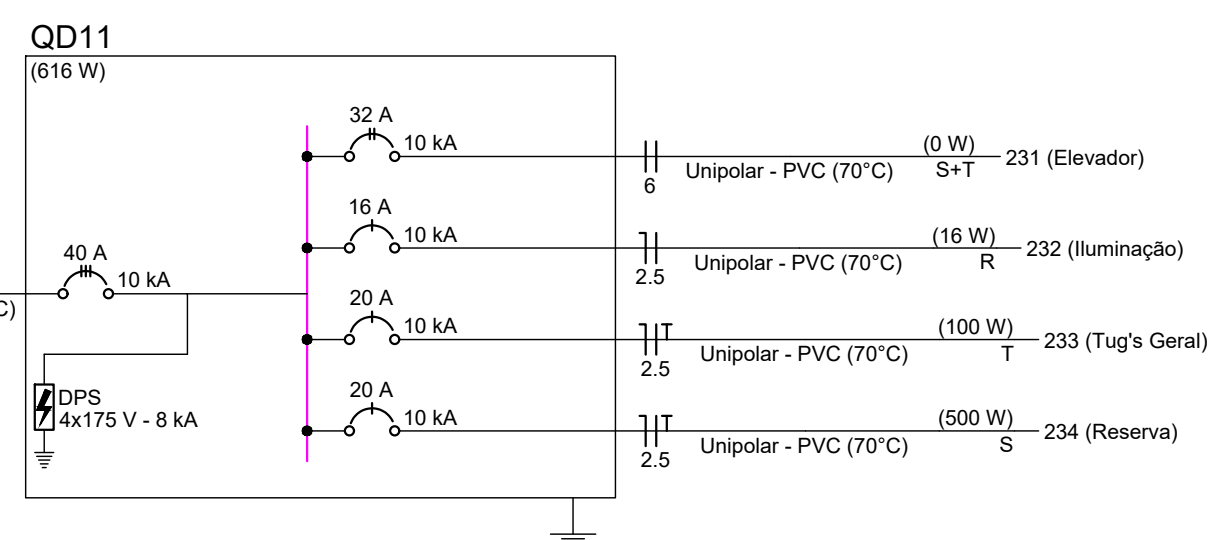 QD11
(616 W)
32 A
10 kA
6
Unipolar - PVC (70°C)
(0 W)
S+T
231 (Elevador)
16 A
10 kA
2.5
Unipolar - PVC (70°C)
(16 W)
R
232 (Iluminação)
40 A
10 kA
C)
20 A
10 kA
T
2.5
Unipolar - PVC (70°C)
(100 W)
T
233 (Tug's Geral)
DPS
4x175 V - 8 kA
20 A
10 kA
T
2.5
Unipolar - PVC (70°C)
(500 W)
S
234 (Reserva)